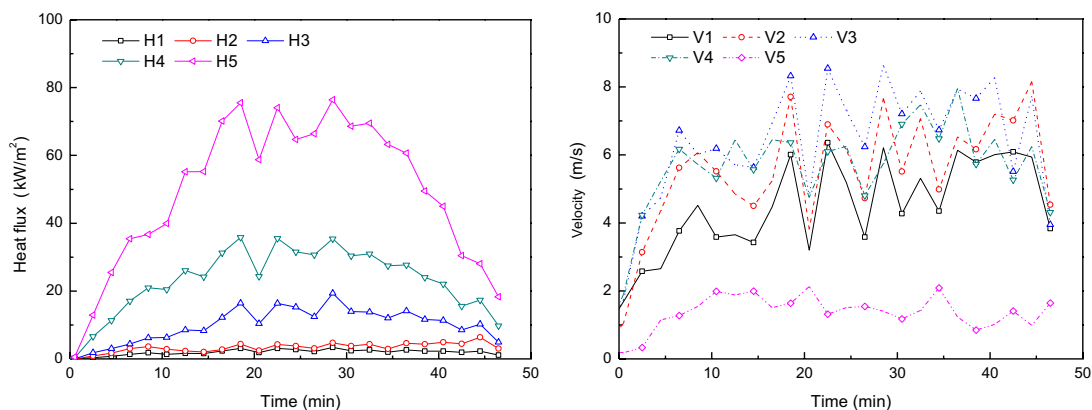 100
80
60
40
20
0
Heat flux (kW/m²)
H1 H2 H3
H4 H5
0 10 20 30 40 50
Time (min)
10
8
6
4
2
0
Velocity (m/s)
V1 V2 V3
V4 V5
0 10 20 30 40 50
Time (min)